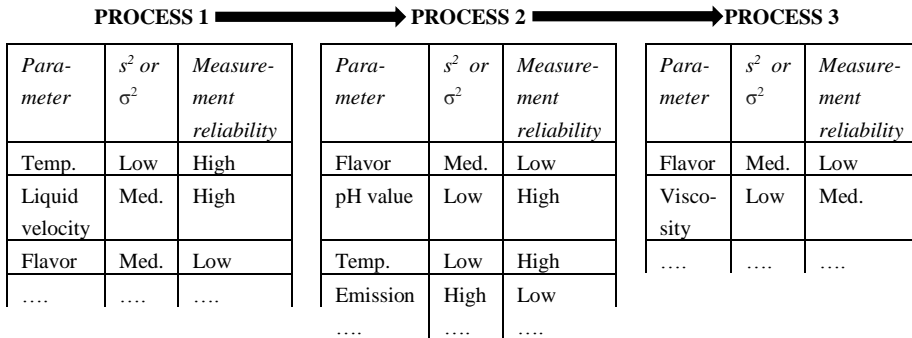 PROCESS 1 PROCESS 2 PROCESS 3
Para-
meter
s² or
σ²
Measure-
ment
reliability
Temp. Low High
Liquid
velocity
Med. High
Flavor Med. Low
…. …. ….
Para-
meter
s² or
σ²
Measure-
ment
reliability
Flavor Med. Low
pH value Low High
Temp. Low High
Emission High Low
…. …. ….
Para-
meter
s² or
σ²
Measure-
ment
reliability
Flavor Med. Low
Visco-
sity
Low Med.
…. …. ….